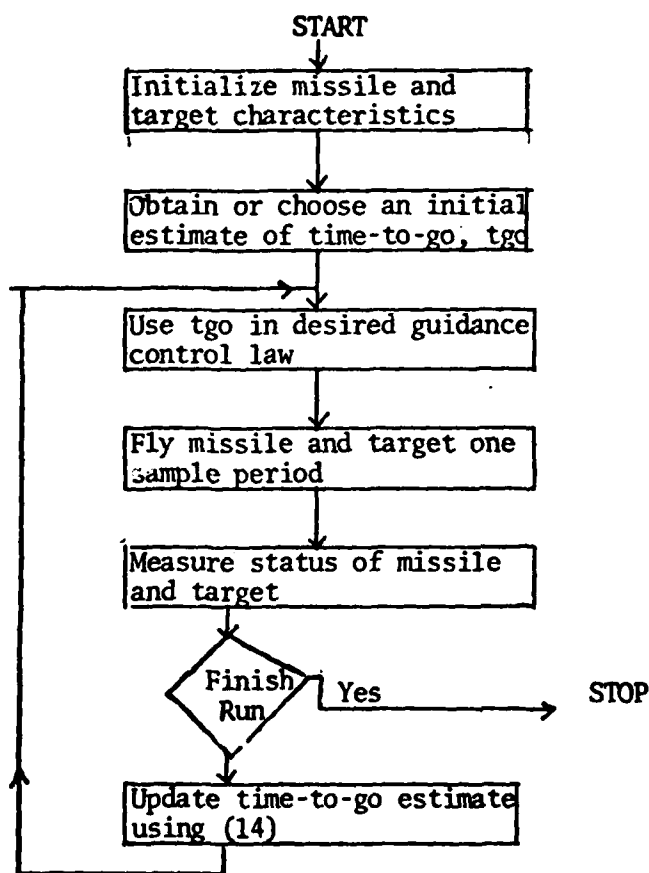 START
Initialize missile and
target characteristics
Obtain or choose an initial
estimate of time-to-go, tgo
Use tgo in desired guidance
control law
Fly missile and target one
sample period
Measure status of missile
and target
Finish
Run
Yes
STOP
Update time-to-go estimate
using (14)